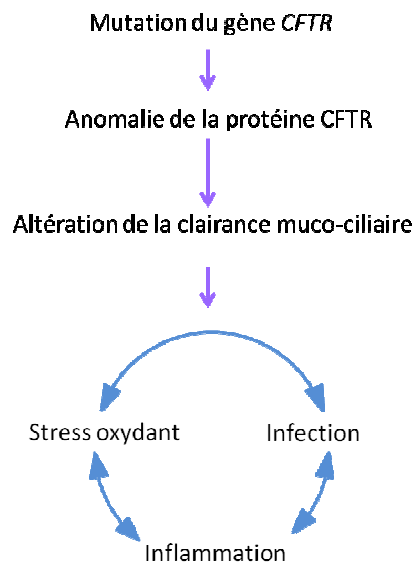 Mutation du gène CFTR
Anomalie de la protéine CFTR
Altération de la clairance muco-ciliaire
Stress oxydant
Infection
Inflammation